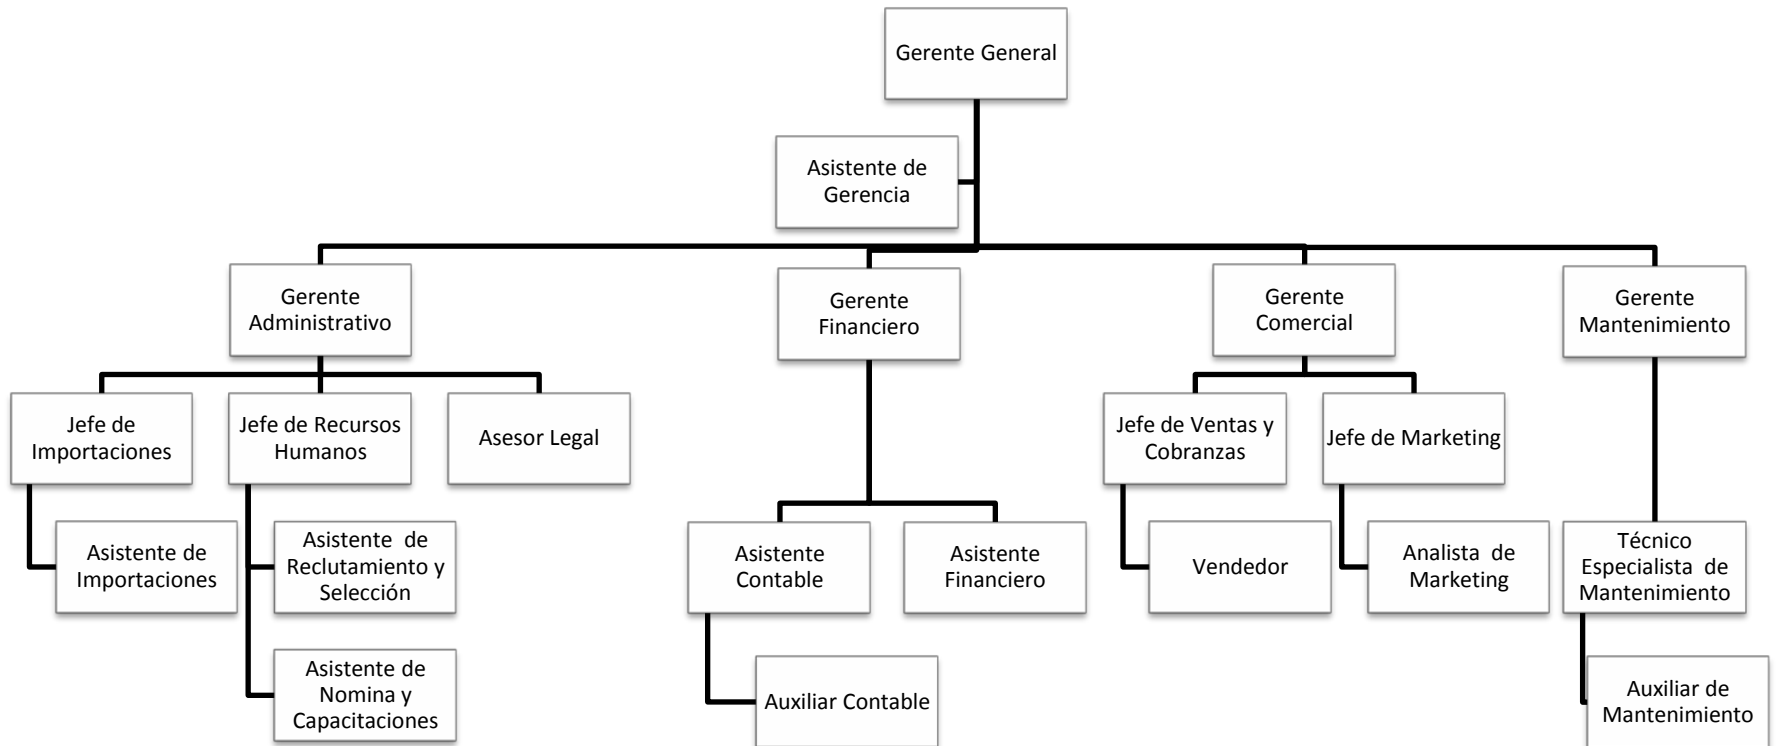 Gerente General
Asistente de
Gerencia
Gerente
Administrativo
Gerente
Financiero
Gerente
Comercial
Gerente
Mantenimiento
Jefe de
Importaciones
Jefe de Recursos
Humanos
Asesor Legal
Jefe de Ventas y
Cobranzas
Jefe de Marketing
Asistente de
Importaciones
Asistente de
Reclutamiento y
Selección
Asistente
Contable
Asistente
Financiero
Vendedor
Analista de
Marketing
Técnico
Especialista de
Mantenimiento
Asistente de
Nomina y
Capacitaciones
Auxiliar Contable
Auxiliar de
Mantenimiento